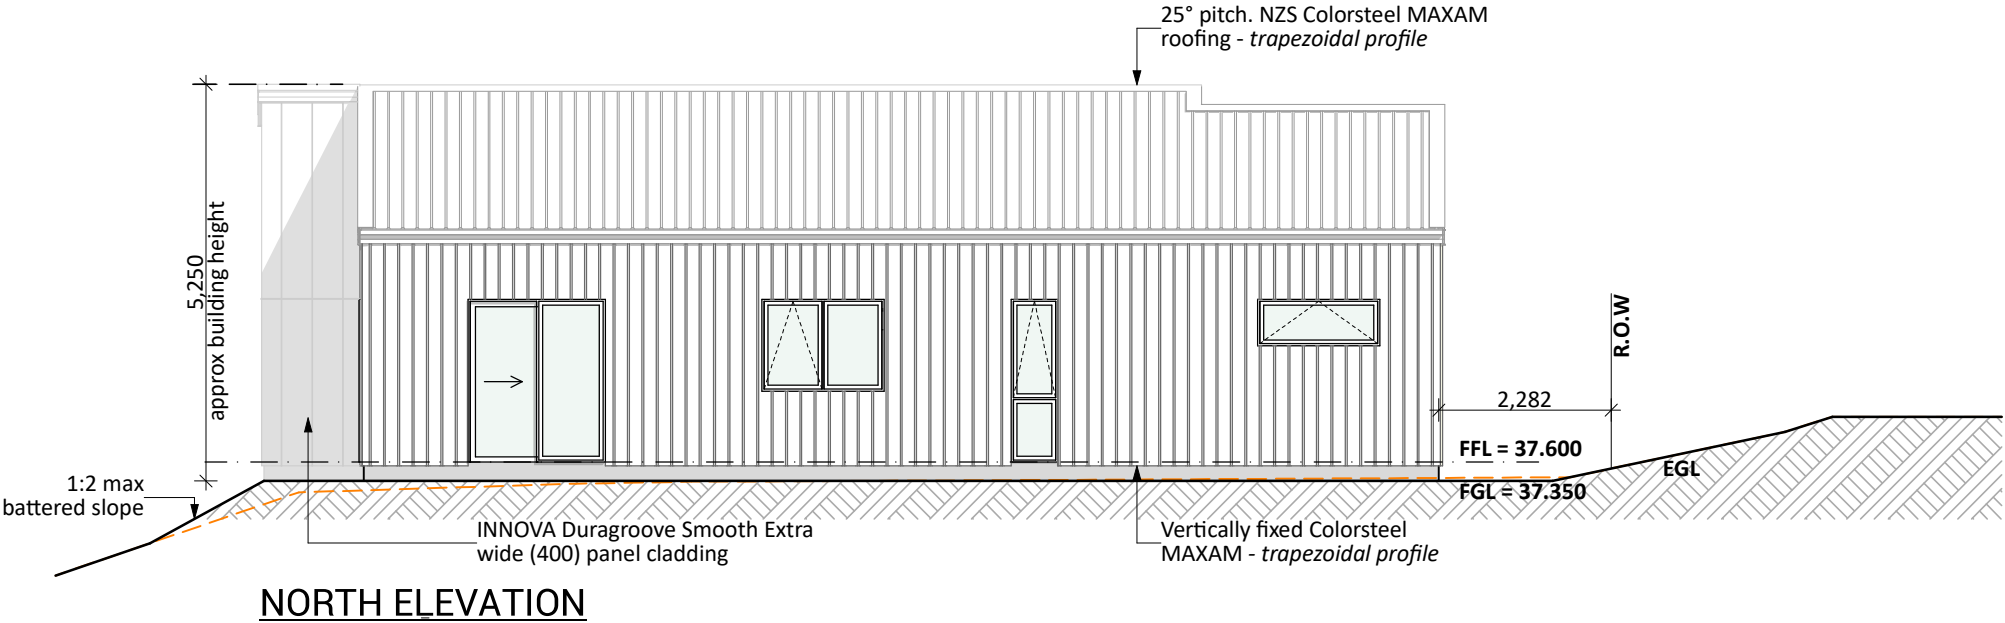 25° pitch. NZS Colorsteel MAXAM
roofing - trapezoidal profile
5,250
approx building height
R.O.W
2,282
FFL = 37.600
EGL
FGL = 37.350
1:2 max
battered slope
INNOVA Duragroove Smooth Extra
wide (400) panel cladding
Vertically fixed Colorsteel
MAXAM - trapezoidal profile
NORTH ELEVATION